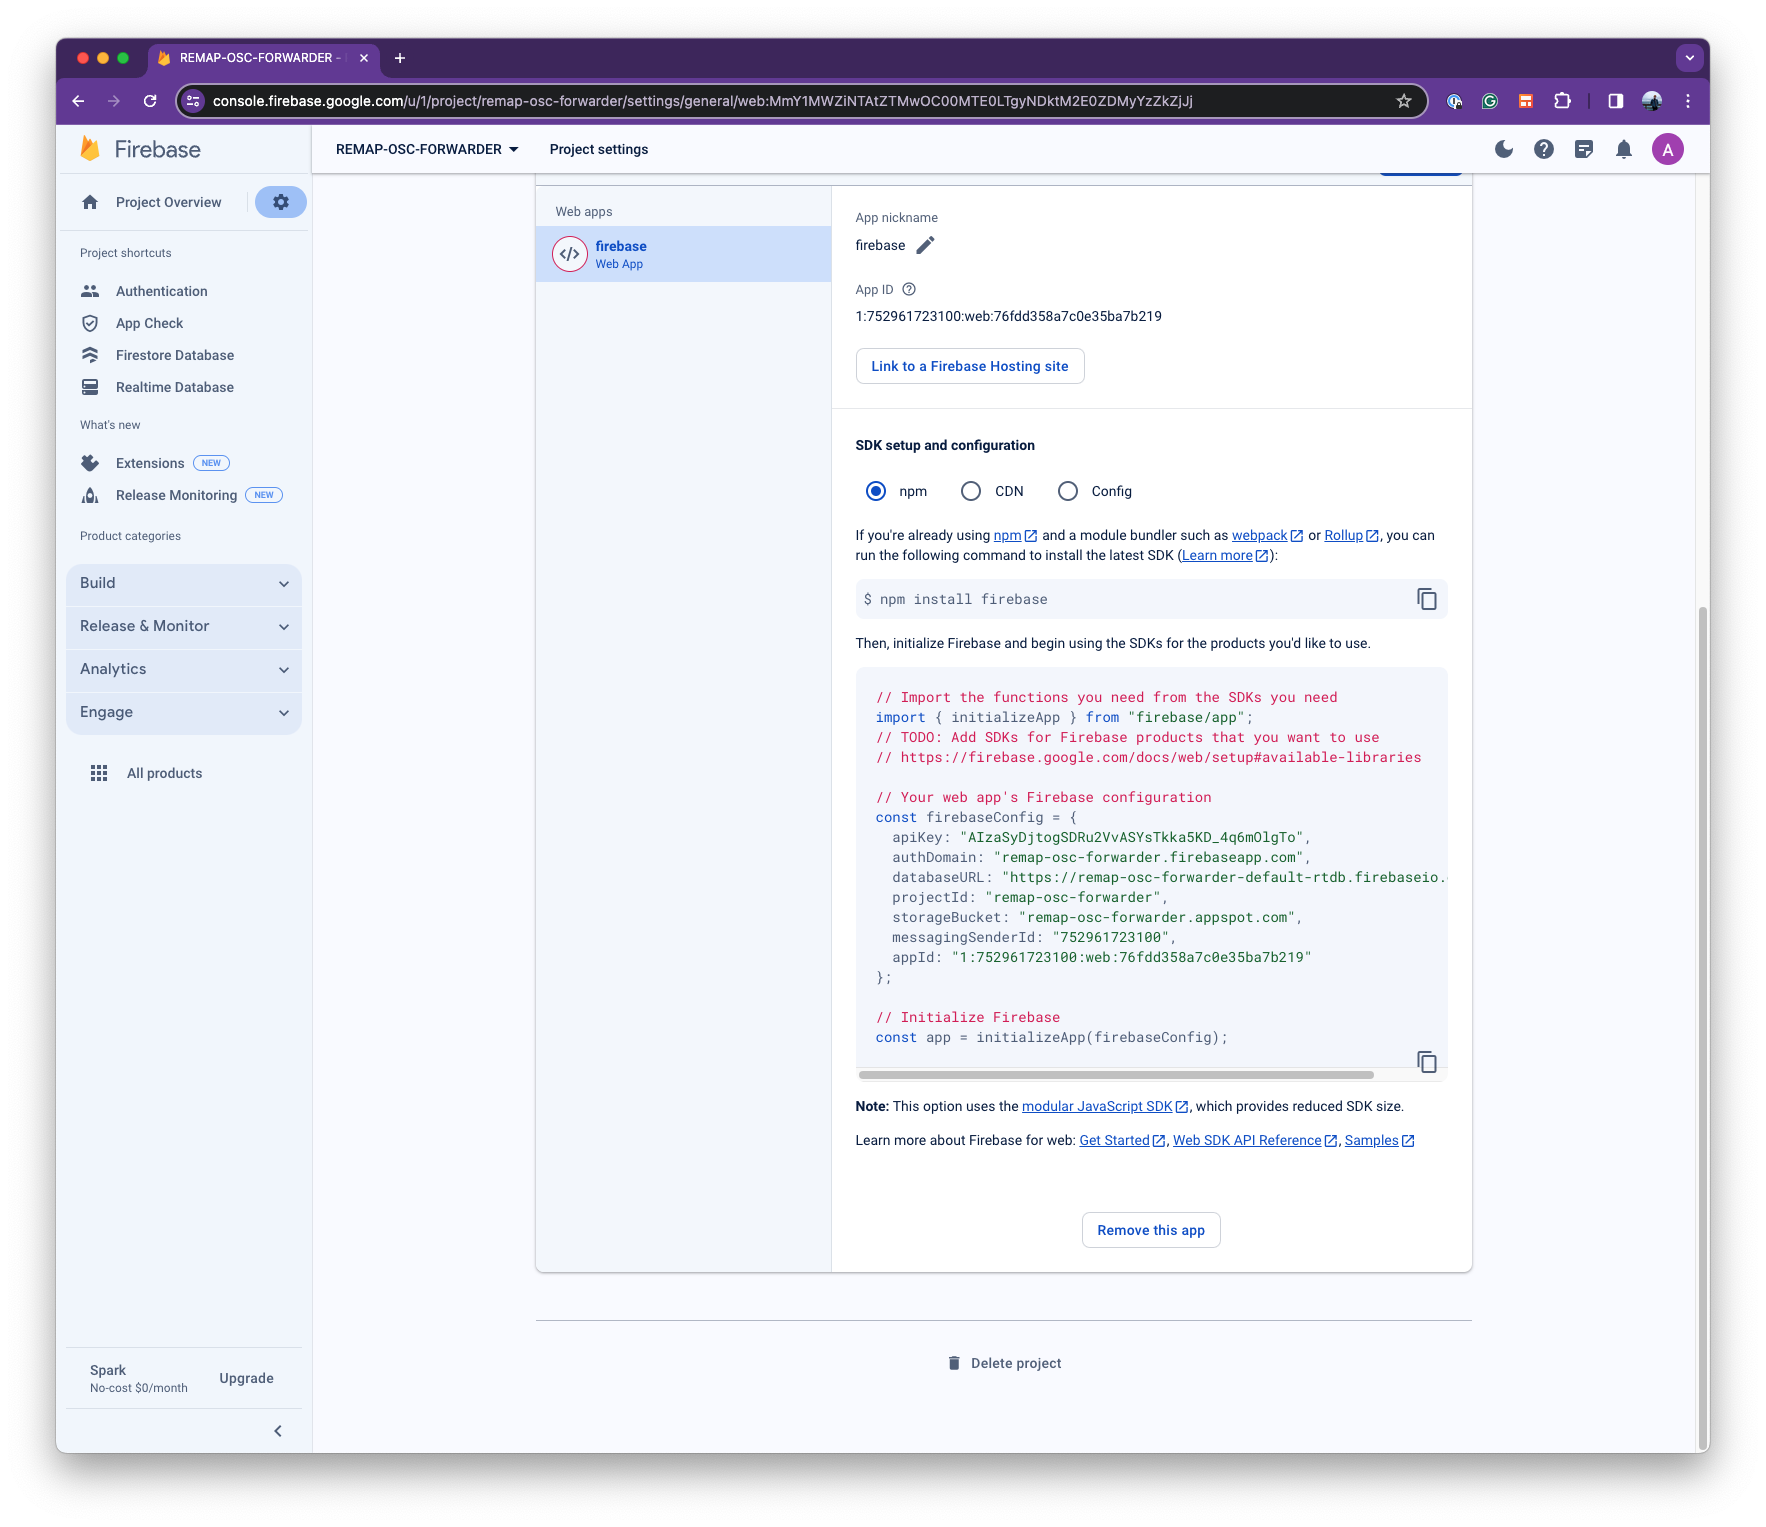 REMAP-OSC-FORWARDER -
console.firebase.google.com/u/1/project/remap-osc-forwarder/settings/general/web:MmY1MWZiNTAtZTMwOC00MTE0LTgyNDktM2E0ZDMyYzZkZjJj
Firebase
REMAP-OSC-FORWARDER
Project settings
A
Project Overview
Project shortcuts
Authentication
App Check
Firestore Database
Realtime Database
What's new
Extensions NEW
Release Monitoring NEW
Product categories
Build
Release & Monitor
Analytics
Engage
All products
Spark
No-cost $0/month
Upgrade
Web apps
firebase
Web App
App nickname
firebase
App ID
1:752961723100:web:76fdd358a7c0e35ba7b219
Link to a Firebase Hosting site
SDK setup and configuration
npm
CDN
Config
If you're already using npm and a module bundler such as webpack or Rollup, you can
run the following command to install the latest SDK (Learn more):
$ npm install firebase
Then, initialize Firebase and begin using the SDKs for the products you'd like to use.
// Import the functions you need from the SDKs you need
import { initializeApp } from "firebase/app";
// TODO: Add SDKs for Firebase products that you want to use
// https://firebase.google.com/docs/web/setup#available-libraries
// Your web app's Firebase configuration
const firebaseConfig = {
apiKey: "AIzaSyDjtogSDRu2VvASYsTkka5KD_4q6mOlgTo",
authDomain: "remap-osc-forwarder.firebaseapp.com",
databaseURL: "https://remap-osc-forwarder-default-rtdb.firebaseio.
projectId: "remap-osc-forwarder",
storageBucket: "remap-osc-forwarder.appspot.com",
messagingSenderId: "752961723100",
appId: "1:752961723100:web:76fdd358a7c0e35ba7b219"
};
// Initialize Firebase
const app = initializeApp(firebaseConfig);
Note: This option uses the modular JavaScript SDK, which provides reduced SDK size.
Learn more about Firebase for web: Get Started, Web SDK API Reference, Samples
Remove this app
Delete project